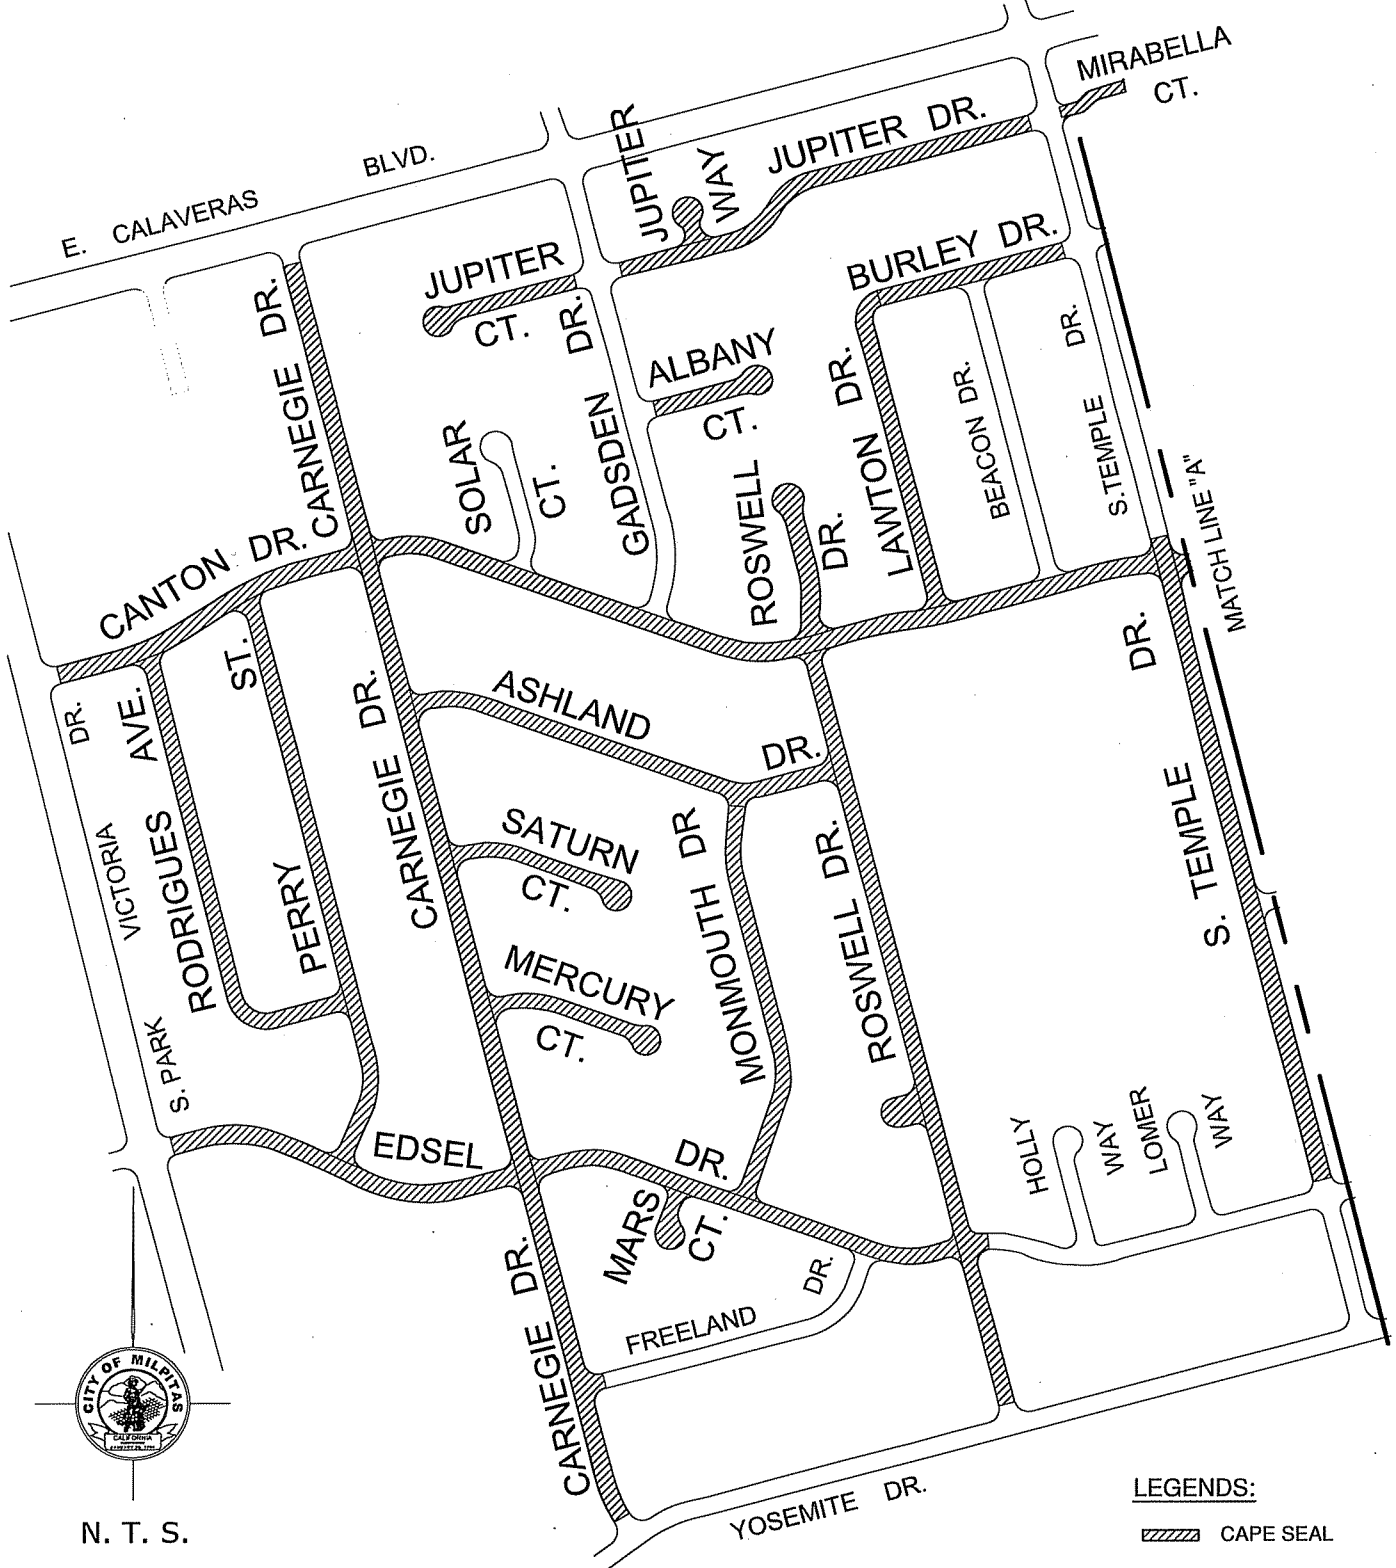 MIRABELLA
CT.
E. CALAVERAS BLVD.
JUPITER
WAY
JUPITER DR.
JUPITER
CT.
BURLEY DR.
CARNEGIE DR.
GADSDEN DR.
ALBANY
CT.
SOLAR
CT.
ROSWELL
DR.
LAWTON DR.
BEACON DR.
S.TEMPLE DR.
MATCH LINE "A"
CANTON DR.
S. PARK VICTORIA DR.
RODRIGUES AVE.
PERRY ST.
CARNEGIE DR.
ASHLAND DR.
SATURN
CT.
MERCURY
CT.
MONMOUTH DR
ROSWELL DR.
S. TEMPLE DR.
EDSEL DR.
MARS
CT.
HOLLY
WAY
LOMER
WAY
FREELAND DR.
CARNEGIE DR.
YOSEMITE DR.
CITY OF MILPITAS
CALIFORNIA
N. T. S.
LEGENDS:
CAPE SEAL